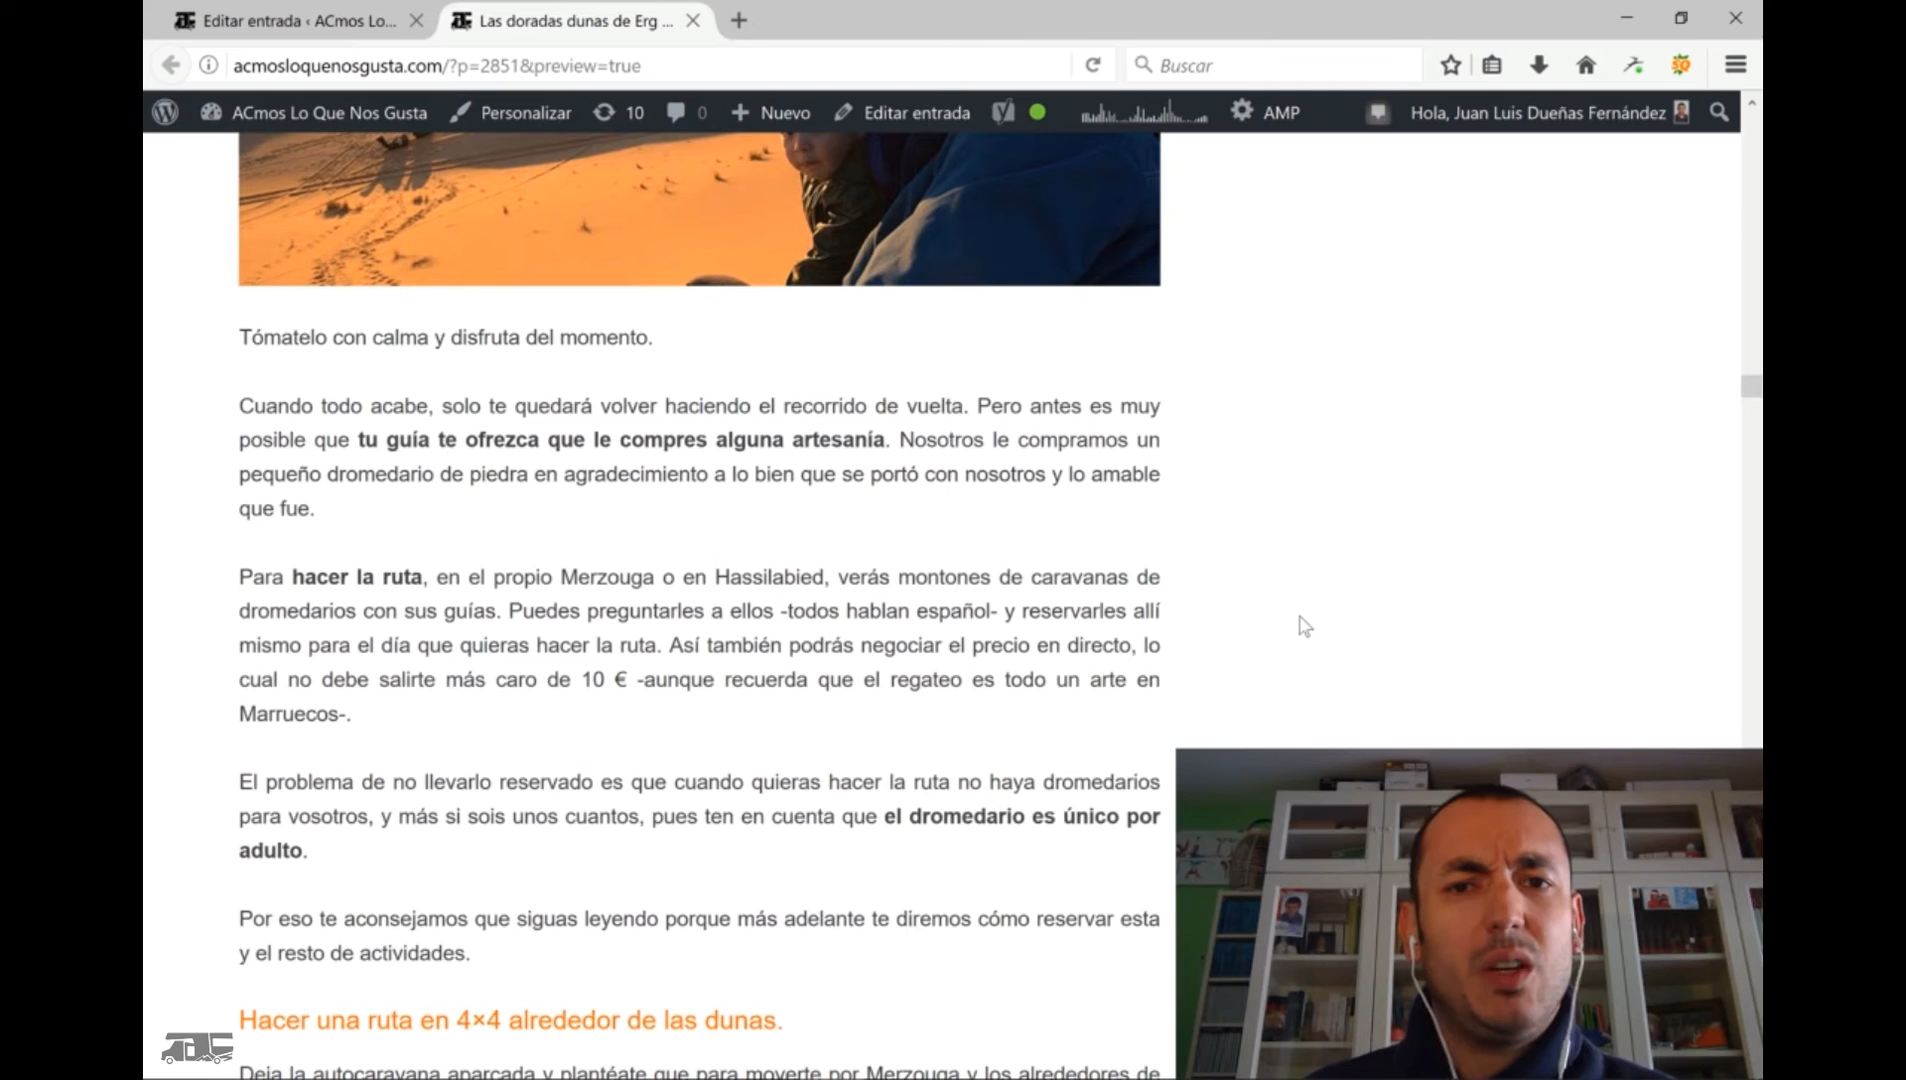 Editar entrada ‹ ACmos Lo...
Las doradas dunas de Erg ...
acmosloquenosgusta.com/?p=2851&preview=true
Buscar
ACmos Lo Que Nos Gusta
Personalizar
10
0
Nuevo
Editar entrada
AMP
Hola, Juan Luis Dueñas Fernández
Tómatelo con calma y disfruta del momento.
Cuando todo acabe, solo te quedará volver haciendo el recorrido de vuelta. Pero antes es muy
posible que tu guía te ofrezca que le compres alguna artesanía. Nosotros le compramos un
pequeño dromedario de piedra en agradecimiento a lo bien que se portó con nosotros y lo amable
que fue.
Para hacer la ruta, en el propio Merzouga o en Hassilabied, verás montones de caravanas de
dromedarios con sus guías. Puedes preguntarles a ellos -todos hablan español- y reservarles allí
mismo para el día que quieras hacer la ruta. Así también podrás negociar el precio en directo, lo
cual no debe salirte más caro de 10 € -aunque recuerda que el regateo es todo un arte en
Marruecos-.
El problema de no llevarlo reservado es que cuando quieras hacer la ruta no haya dromedarios
para vosotros, y más si sois unos cuantos, pues ten en cuenta que el dromedario es único por
adulto.
Por eso te aconsejamos que siguas leyendo porque más adelante te diremos cómo reservar esta
y el resto de actividades.
Hacer una ruta en 4×4 alrededor de las dunas.
Deja la autocaravana aparcada y plantéate que para moverte por Merzouga y los alrededores de